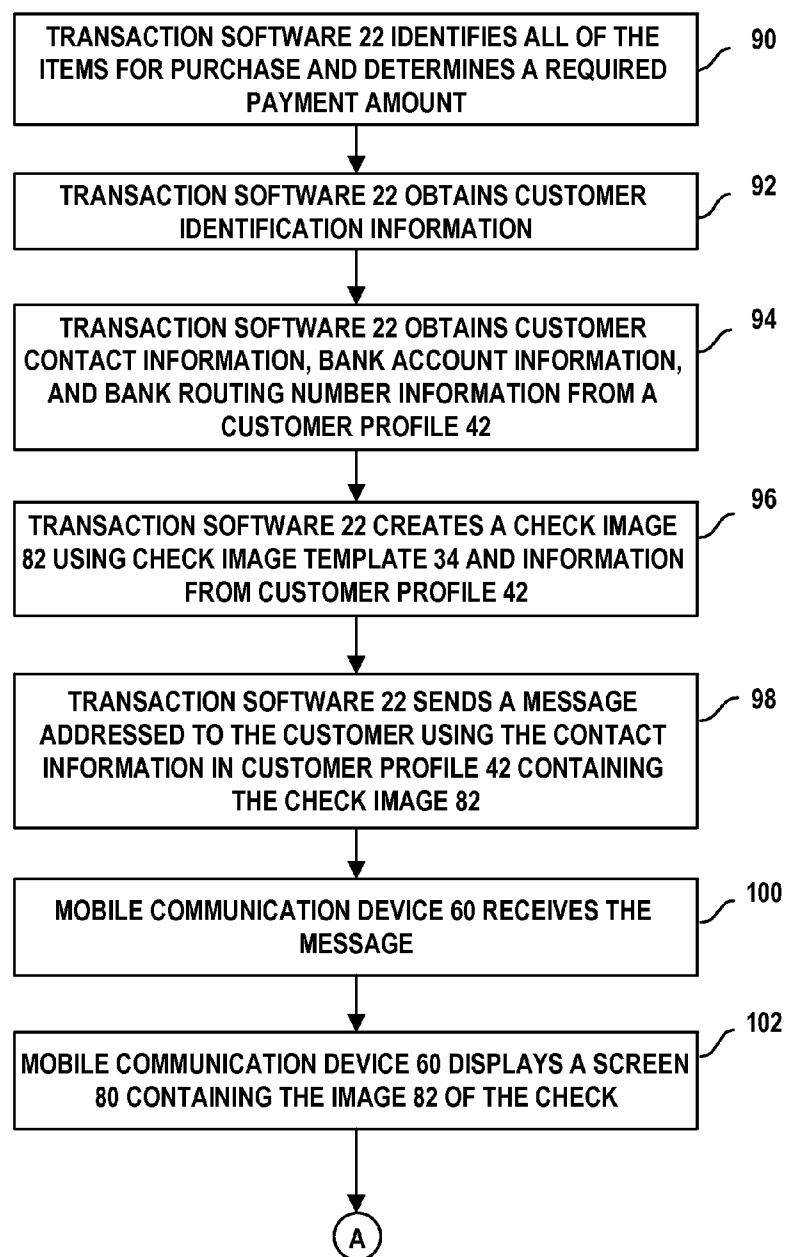 TRANSACTION SOFTWARE 22 IDENTIFIES ALL OF THE
ITEMS FOR PURCHASE AND DETERMINES A REQUIRED
PAYMENT AMOUNT
90
TRANSACTION SOFTWARE 22 OBTAINS CUSTOMER
IDENTIFICATION INFORMATION
92
TRANSACTION SOFTWARE 22 OBTAINS CUSTOMER
CONTACT INFORMATION, BANK ACCOUNT INFORMATION,
AND BANK ROUTING NUMBER INFORMATION FROM A
CUSTOMER PROFILE 42
94
TRANSACTION SOFTWARE 22 CREATES A CHECK IMAGE
82 USING CHECK IMAGE TEMPLATE 34 AND INFORMATION
FROM CUSTOMER PROFILE 42
96
TRANSACTION SOFTWARE 22 SENDS A MESSAGE
ADDRESSED TO THE CUSTOMER USING THE CONTACT
INFORMATION IN CUSTOMER PROFILE 42 CONTAINING
THE CHECK IMAGE 82
98
MOBILE COMMUNICATION DEVICE 60 RECEIVES THE
MESSAGE
100
MOBILE COMMUNICATION DEVICE 60 DISPLAYS A SCREEN
80 CONTAINING THE IMAGE 82 OF THE CHECK
102
A